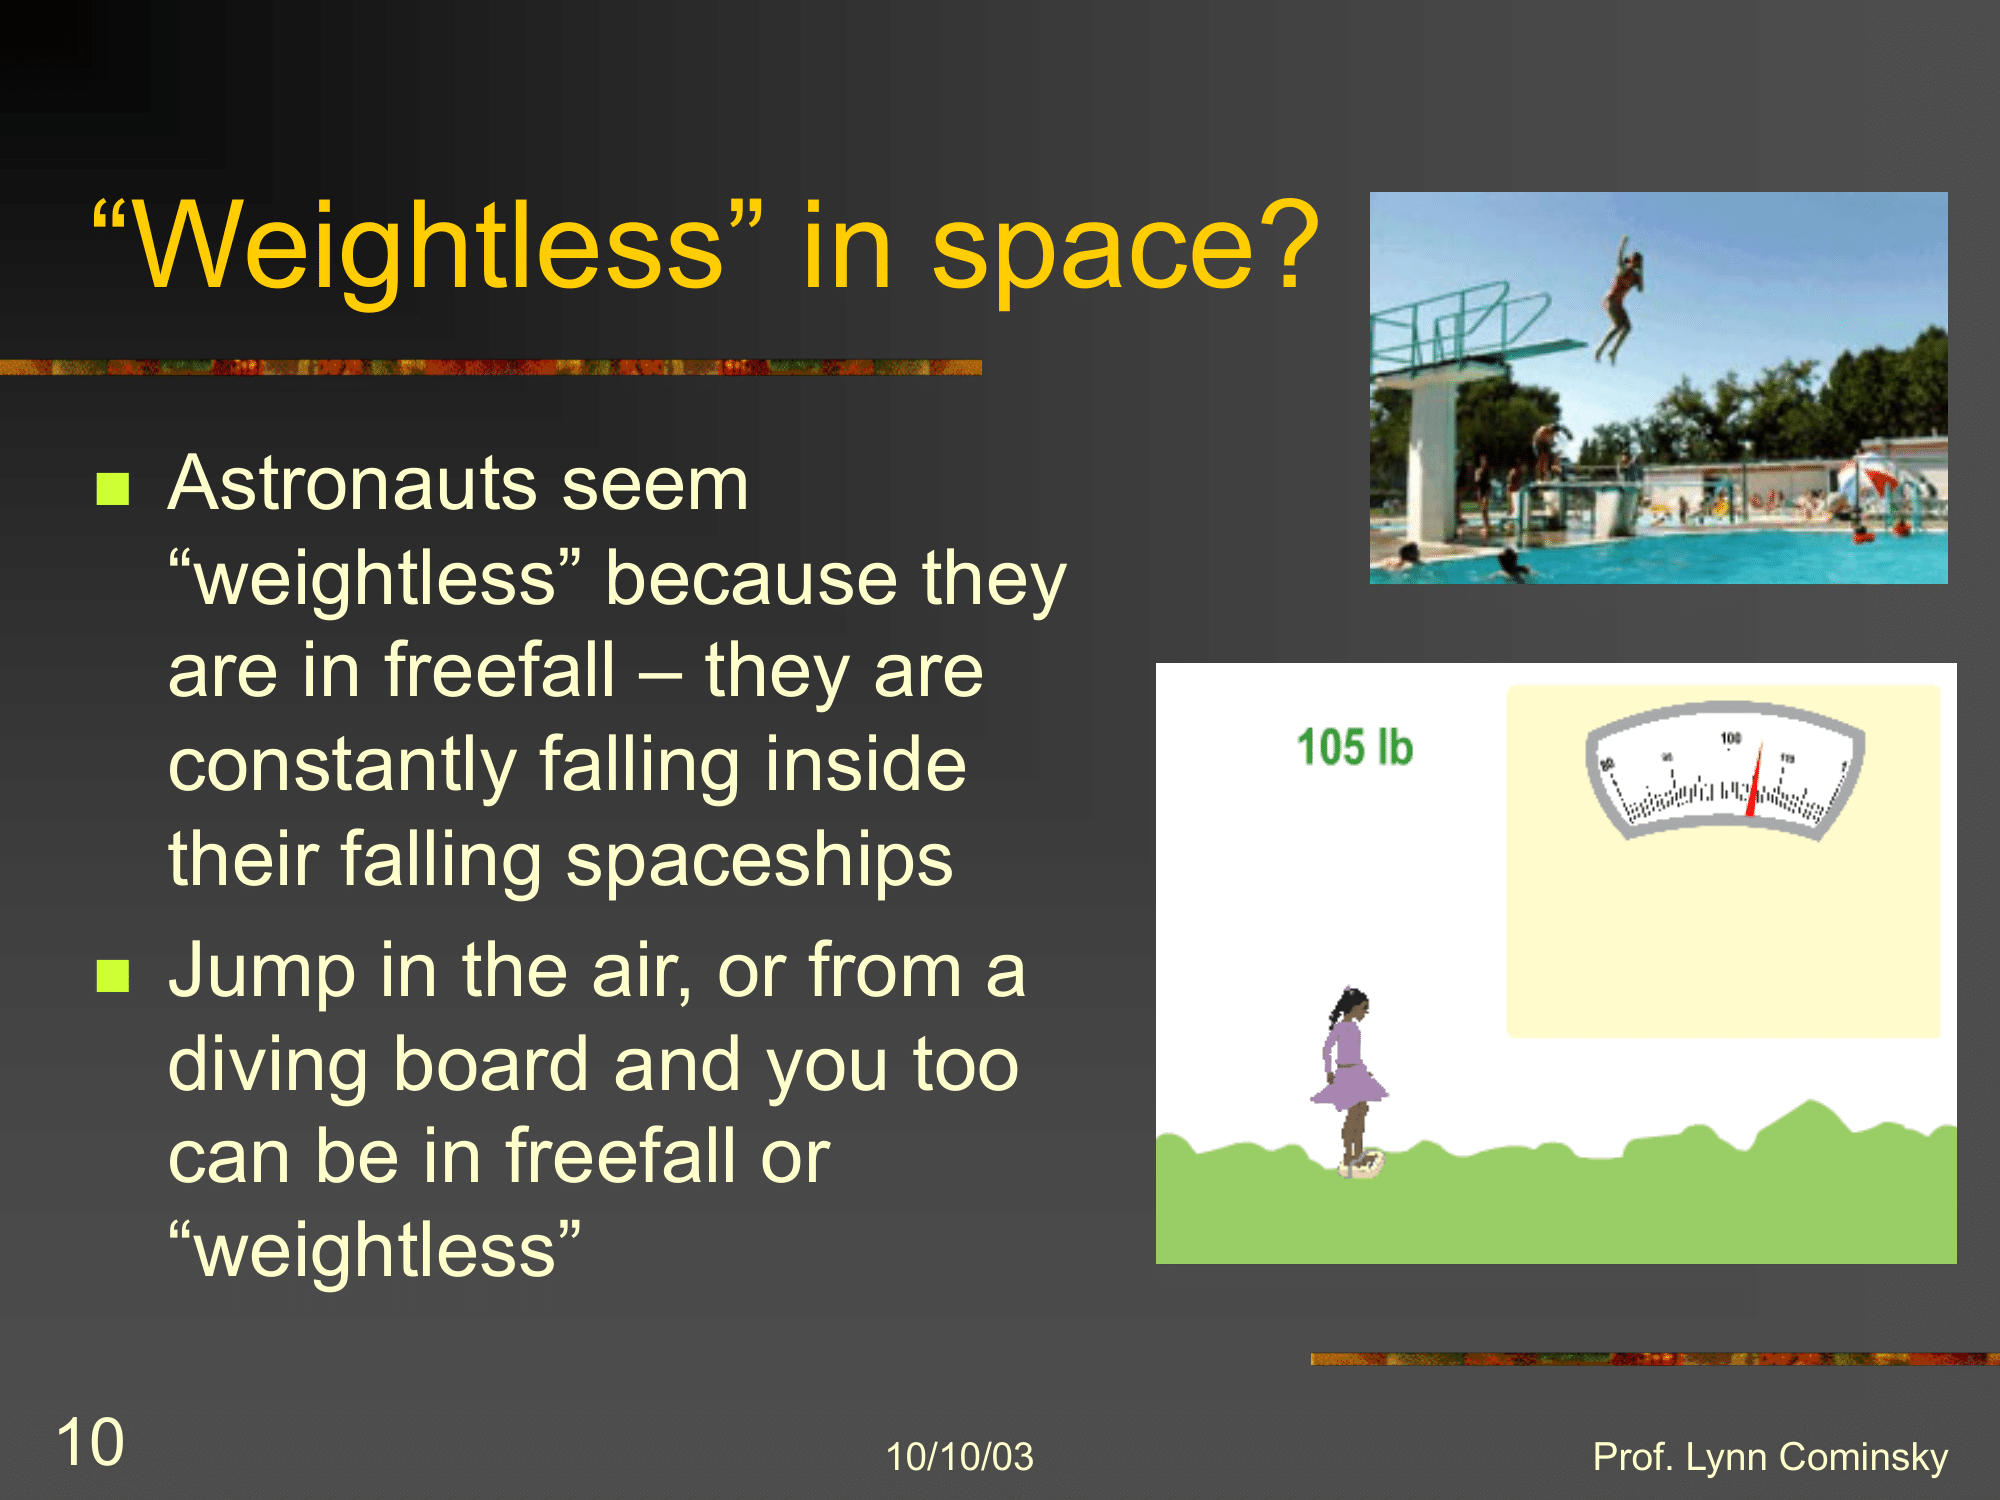 “Weightless” in space?
Astronauts seem
“weightless” because they
are in freefall – they are
constantly falling inside
their falling spaceships
Jump in the air, or from a
diving board and you too
can be in freefall or
“weightless”
105 lb
80
100
10
10/10/03
Prof. Lynn Cominsky